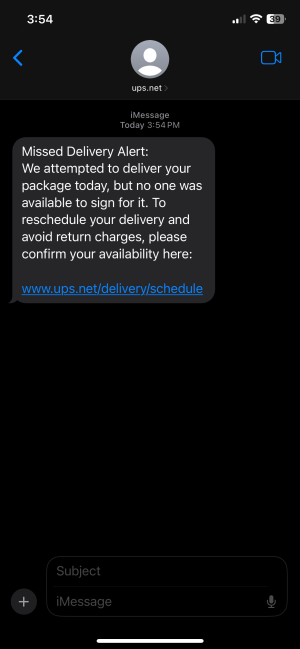 3:54
39
ups.net
iMessage
Today 3:54 PM
Missed Delivery Alert:
We attempted to deliver your
package today, but no one was
available to sign for it. To
reschedule your delivery and
avoid return charges, please
confirm your availability here:
www.ups.net/delivery/schedule
Subject
iMessage